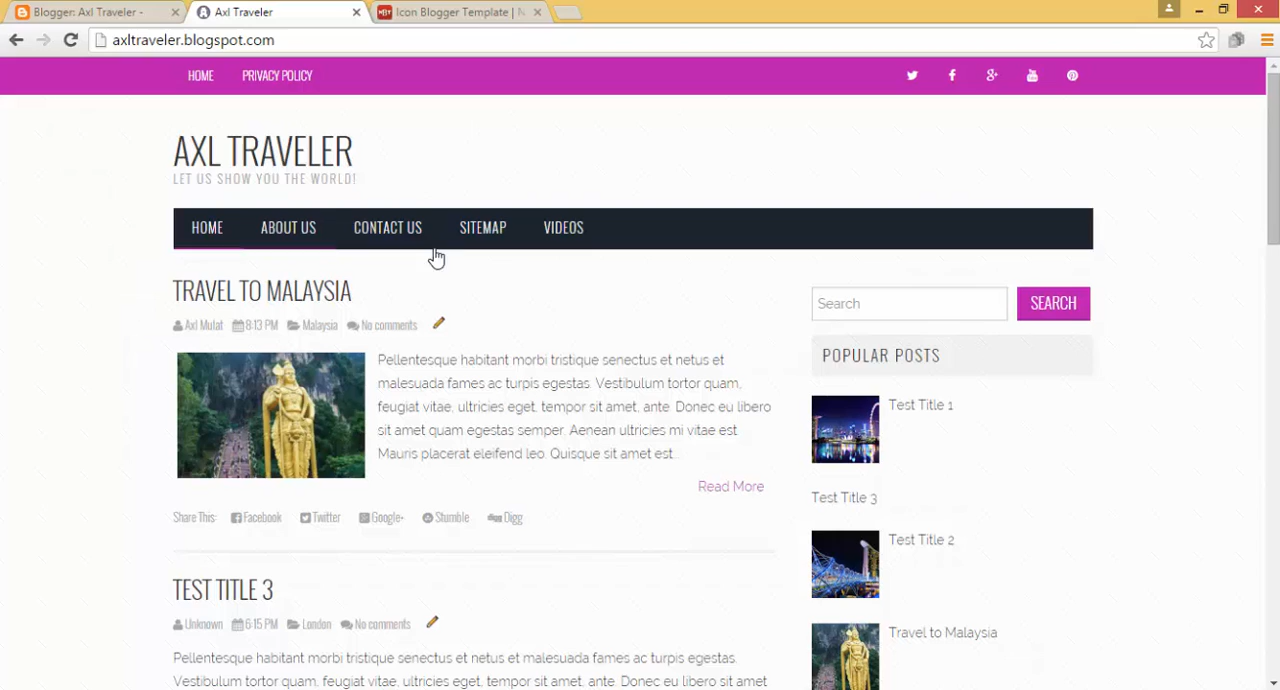 Blogger: Axl Traveler -
Axl Traveler
Icon Blogger Template | N
axltraveler.blogspot.com
HOME PRIVACY POLICY
AXL TRAVELER
LET US SHOW YOU THE WORLD!
HOME ABOUT US CONTACT US SITEMAP VIDEOS
TRAVEL TO MALAYSIA
Axl Mulat 8:13 PM Malaysia No comments
Pellentesque habitant morbi tristique senectus et netus et
malesuada fames ac turpis egestas. Vestibulum tortor quam,
feugiat vitae, ultricies eget, tempor sit amet, ante. Donec eu libero
sit amet quam egestas semper. Aenean ultricies mi vitae est.
Mauris placerat eleifend leo. Quisque sit amet est...
Read More
Share This: Facebook Twitter Google+ Stumble Digg
TEST TITLE 3
Unknown 6:15 PM London No comments
Pellentesque habitant morbi tristique senectus et netus et malesuada fames ac turpis egestas.
Vestibulum tortor quam, feugiat vitae, ultricies eget, tempor sit amet, ante. Donec eu libero
Search SEARCH
POPULAR POSTS
Test Title 1
Test Title 3
Test Title 2
Travel to Malaysia